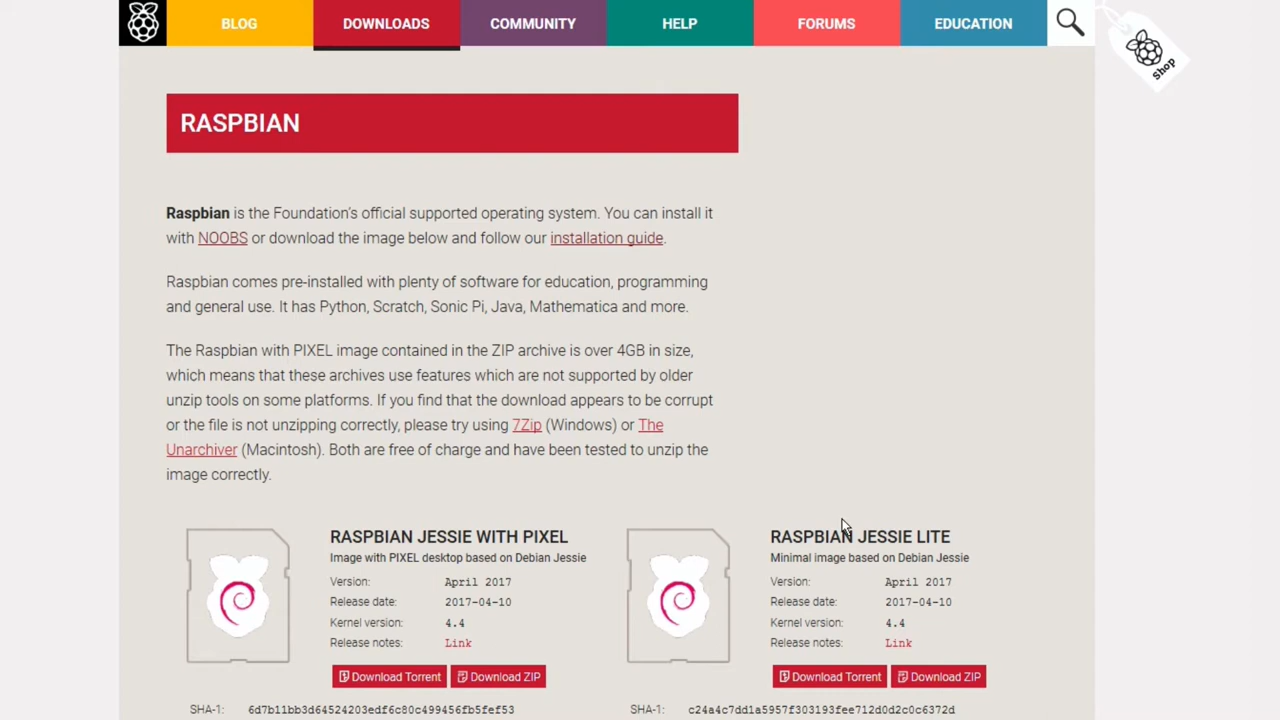 BLOG DOWNLOADS COMMUNITY HELP FORUMS EDUCATION
Shop
RASPBIAN
Raspbian is the Foundation's official supported operating system. You can install it
with NOOBS or download the image below and follow our installation guide.
Raspbian comes pre-installed with plenty of software for education, programming
and general use. It has Python, Scratch, Sonic Pi, Java, Mathematica and more.
The Raspbian with PIXEL image contained in the ZIP archive is over 4GB in size,
which means that these archives use features which are not supported by older
unzip tools on some platforms. If you find that the download appears to be corrupt
or the file is not unzipping correctly, please try using 7Zip (Windows) or The
Unarchiver (Macintosh). Both are free of charge and have been tested to unzip the
image correctly.
RASPBIAN JESSIE WITH PIXEL
Image with PIXEL desktop based on Debian Jessie
Version: April 2017
Release date: 2017-04-10
Kernel version: 4.4
Release notes: Link
Download Torrent Download ZIP
SHA-1: 6d7b11bb3d64524203edf6c80c499456fb5fef53
RASPBIAN JESSIE LITE
Minimal image based on Debian Jessie
Version: April 2017
Release date: 2017-04-10
Kernel version: 4.4
Release notes: Link
Download Torrent Download ZIP
SHA-1: c24a4c7dd1a5957f303193fee712d0d2c0c6372d